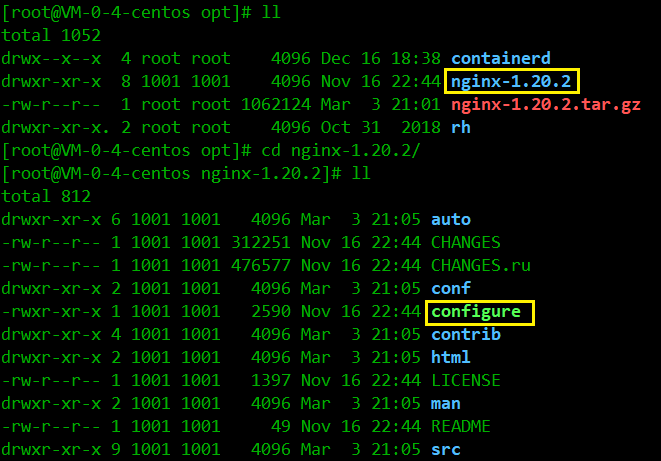 [root@VM-0-4-centos opt]# ll
total 1052
drwx--x--x  4 root root    4096 Dec 16 18:38 containerd
drwxr-xr-x  8 1001 1001    4096 Nov 16 22:44 nginx-1.20.2
-rw-r--r--  1 root root 1062124 Mar  3 21:01 nginx-1.20.2.tar.gz
drwxr-xr-x. 2 root root    4096 Oct 31  2018 rh
[root@VM-0-4-centos opt]# cd nginx-1.20.2/
[root@VM-0-4-centos nginx-1.20.2]# ll
total 812
drwxr-xr-x 6 1001 1001   4096 Mar  3 21:05 auto
-rw-r--r-- 1 1001 1001 312251 Nov 16 22:44 CHANGES
-rw-r--r-- 1 1001 1001 476577 Nov 16 22:44 CHANGES.ru
drwxr-xr-x 2 1001 1001   4096 Mar  3 21:05 conf
-rwxr-xr-x 1 1001 1001   2590 Nov 16 22:44 configure
drwxr-xr-x 4 1001 1001   4096 Mar  3 21:05 contrib
drwxr-xr-x 2 1001 1001   4096 Mar  3 21:05 html
-rw-r--r-- 1 1001 1001   1397 Nov 16 22:44 LICENSE
drwxr-xr-x 2 1001 1001   4096 Mar  3 21:05 man
-rw-r--r-- 1 1001 1001     49 Nov 16 22:44 README
drwxr-xr-x 9 1001 1001   4096 Mar  3 21:05 src